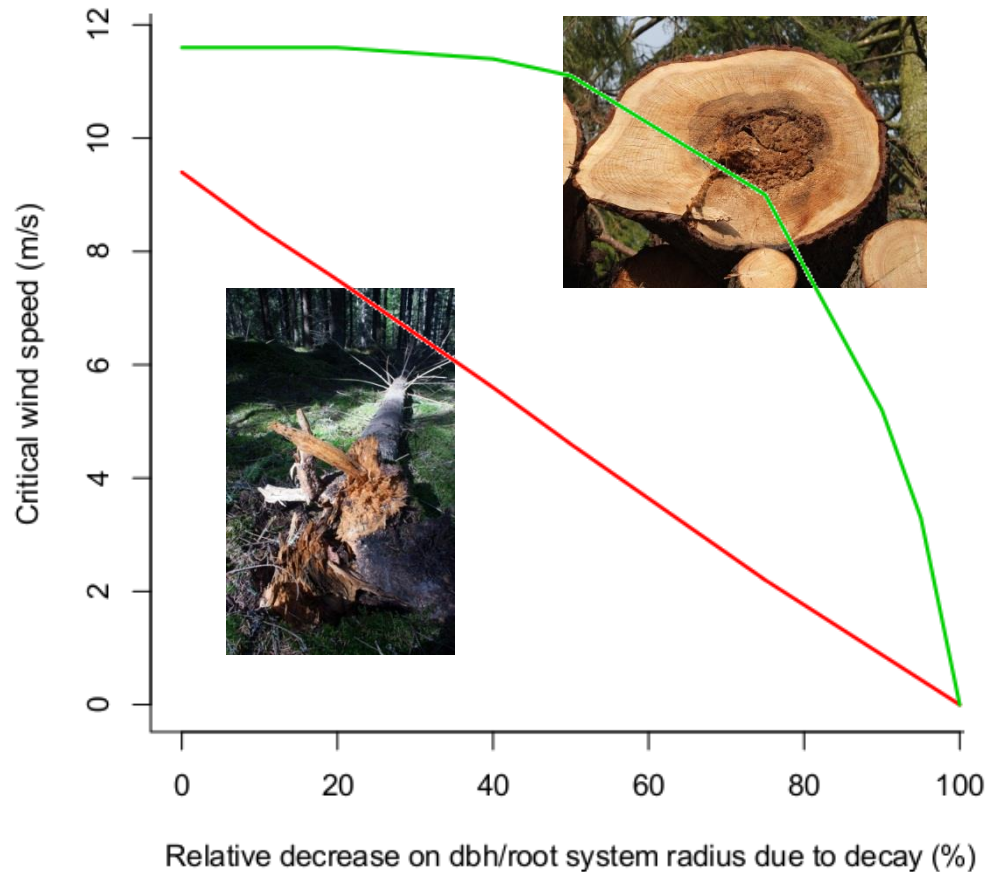 Critical wind speed (m/s)
12
10
8
6
4
2
0
0 20 40 60 80 100
Relative decrease on dbh/root system radius due to decay (%)